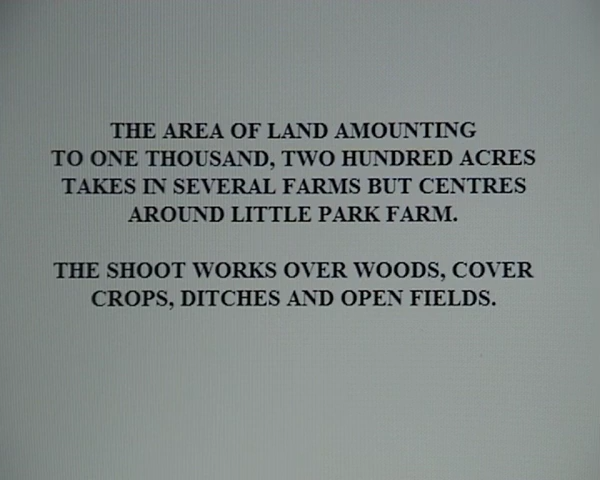 THE AREA OF LAND AMOUNTING
TO ONE THOUSAND, TWO HUNDRED ACRES
TAKES IN SEVERAL FARMS BUT CENTRES
AROUND LITTLE PARK FARM.
THE SHOOT WORKS OVER WOODS, COVER
CROPS, DITCHES AND OPEN FIELDS.